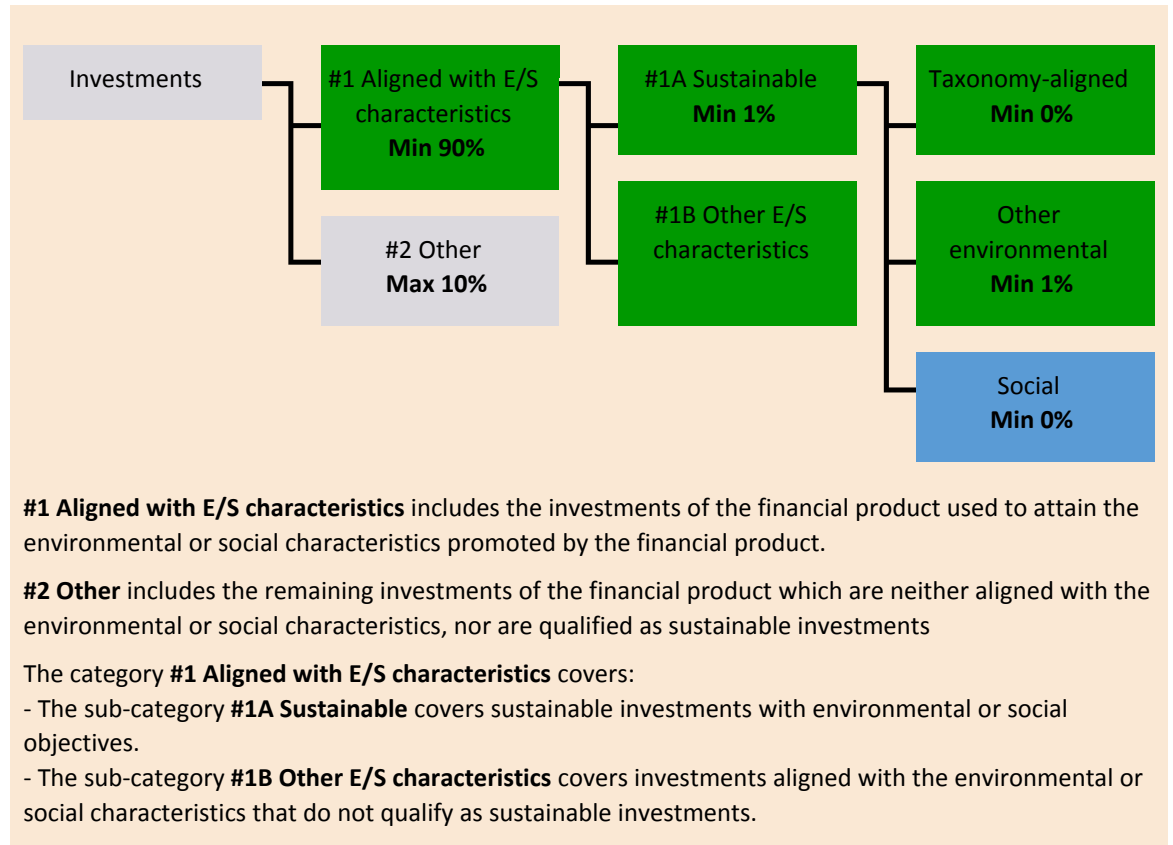 Investments
#1 Aligned with E/S
characteristics
Min 90%
#2 Other
Max 10%
#1A Sustainable
Min 1%
#1B Other E/S
characteristics
Taxonomy-aligned
Min 0%
Other
environmental
Min 1%
Social
Min 0%
#1 Aligned with E/S characteristics includes the investments of the financial product used to attain the
environmental or social characteristics promoted by the financial product.
#2 Other includes the remaining investments of the financial product which are neither aligned with the
environmental or social characteristics, nor are qualified as sustainable investments
The category #1 Aligned with E/S characteristics covers:
- The sub-category #1A Sustainable covers sustainable investments with environmental or social
objectives.
- The sub-category #1B Other E/S characteristics covers investments aligned with the environmental or
social characteristics that do not qualify as sustainable investments.